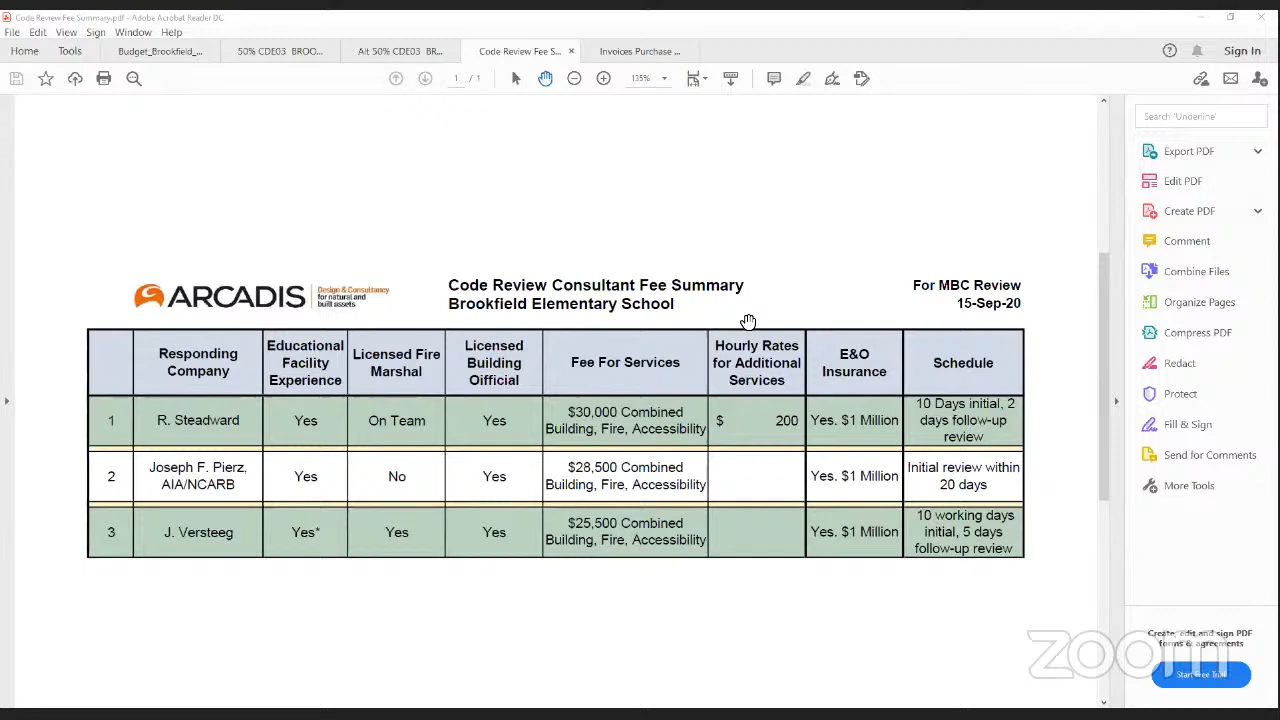 Code Review Fee Summary.pdf - Adobe Acrobat Reader DC
File Edit View Sign Window Help
Home Tools Budget_Brookfield_... 50% CDE03 BROO... Alt 50% CDE03 BR... Code Review Fee S... × Invoices Purchase ... Sign In
1 / 1 135%
Search 'Underline'
Export PDF
Edit PDF
Create PDF
Comment
Combine Files
Organize Pages
Compress PDF
Redact
Protect
Fill & Sign
Send for Comments
More Tools
ARCADIS
Design & Consultancy
for natural and
built assets
Code Review Consultant Fee Summary
Brookfield Elementary School
For MBC Review
15-Sep-20
Responding
Company
Educational
Facility
Experience
Licensed Fire
Marshal
Licensed
Building
Oifficial
Fee For Services
Hourly Rates
for Additional
Services
E&O
Insurance
Schedule
1
R. Steadward
Yes
On Team
Yes
$30,000 Combined
Building, Fire, Accessibility
$ 200
Yes. $1 Million
10 Days initial, 2
days follow-up
review
2
Joseph F. Pierz,
AIA/NCARB
Yes
No
Yes
$28,500 Combined
Building, Fire, Accessibility
Yes. $1 Million
Initial review within
20 days
3
J. Versteeg
Yes*
Yes
Yes
$25,500 Combined
Building, Fire, Accessibility
Yes. $1 Million
10 working days
initial, 5 days
follow-up review
Create, edit and sign PDF
forms & agreements
Start Free Trial
zoom